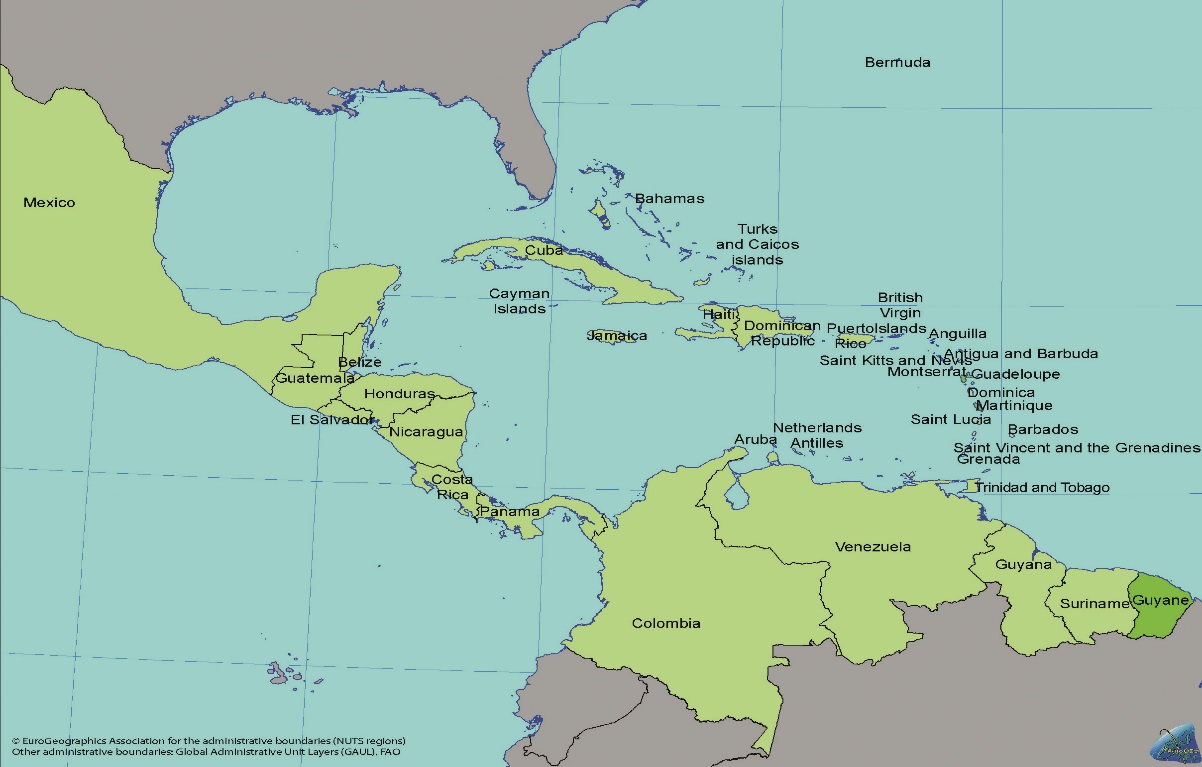 Bermuda
Mexico
Bahamas
Turks
and Caicos
islands
Cuba
Cayman
Islands
British
Virgin
Islands
Haiti
Dominican
Republic
Puerto
Rico
Jamaica
Anguilla
Saint Kitts and Nevis
Antigua and Barbuda
Belize
Montserrat
Guadeloupe
Guatemala
Honduras
Dominica
Martinique
El Salvador
Saint Lucia
Nicaragua
Netherlands
Antilles
Barbados
Aruba
Saint Vincent and the Grenadines
Grenada
Costa
Rica
Trinidad and Tobago
Panama
Venezuela
Guyana
Suriname
Guyane
Colombia
© EuroGeographics Association for the administrative boundaries (NUTS regions)
Other administrative boundaries: Global Administrative Unit Layers (GAUL), FAO